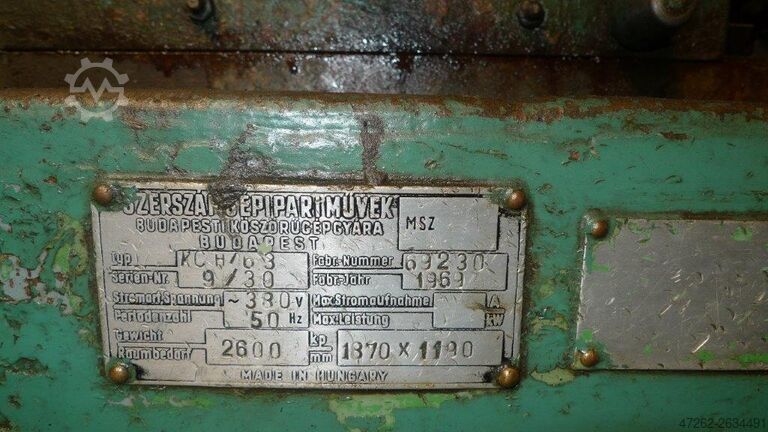 SZERSZÁMGÉPIPARI MŰVEK
BUDAPESTI KÖSZÖRŰGÉPGYÁRA
BUDAPEST
MSZ
Typ KCH/63 Fabr.-Nummer 69230
Serien-Nr. 9/30 Fabr.-Jahr 1969
Stromart Spannung ~ 380 V Max Stromaufnahme A
Periodenzahl 50 Hz Max Leistung kW
Gewicht 2600 kp
Raumbedarf mm 1870 x 1190
MADE IN HUNGARY
47262-2634491